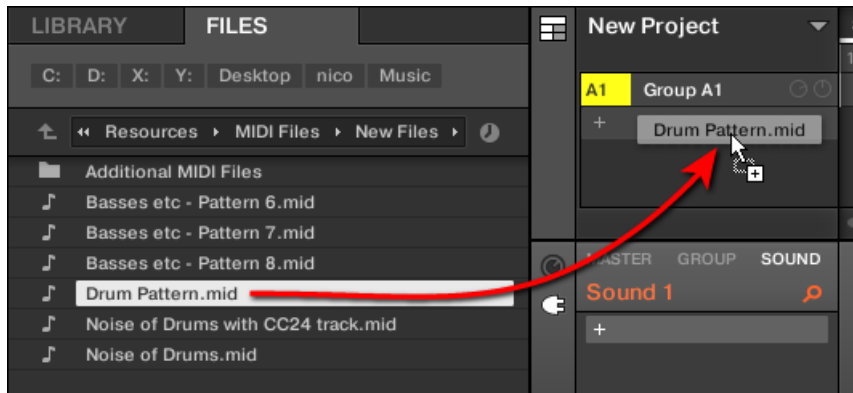 LIBRARY FILES
C: D: X: Y: Desktop nico Music
Resources MIDI Files New Files
Additional MIDI Files
Basses etc - Pattern 6.mid
Basses etc - Pattern 7.mid
Basses etc - Pattern 8.mid
Drum Pattern.mid
Noise of Drums with CC24 track.mid
Noise of Drums.mid
New Project
A1 Group A1
+ Drum Pattern.mid
MASTER GROUP SOUND
Sound 1
+